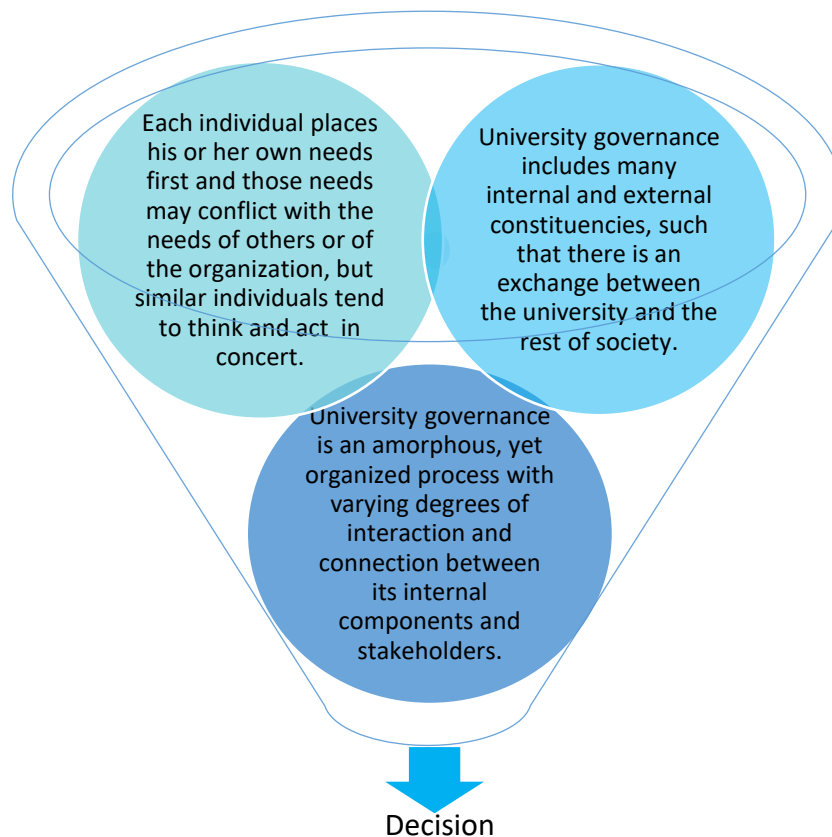 Each individual places
his or her own needs
first and those needs
may conflict with the
needs of others or of
the organization, but
similar individuals tend
to think and act  in
concert.
University governance
includes many
internal and external
constituencies, such
that there is an
exchange between
the university and the
rest of society.
University governance
is an amorphous, yet
organized process with
varying degrees of
interaction and
connection between
its internal
components and
stakeholders.
Decision